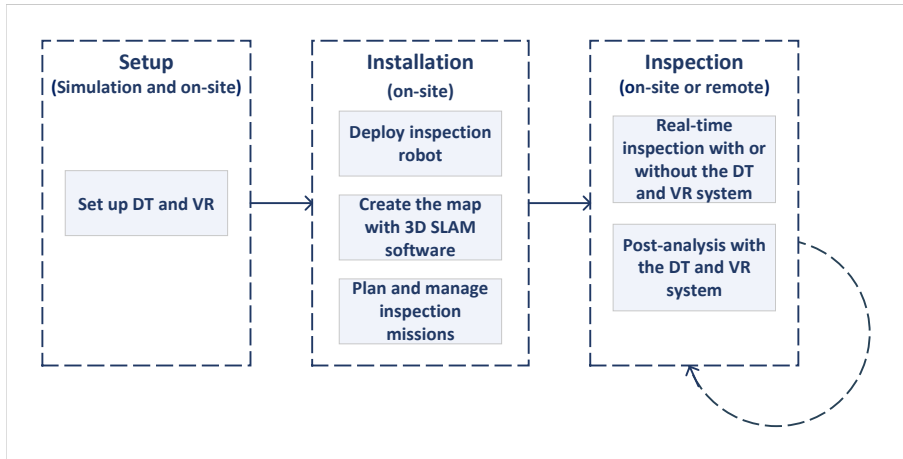 Setup
(Simulation and on-site)
Set up DT and VR
Installation
(on-site)
Deploy inspection
robot
Create the map
with 3D SLAM
software
Plan and manage
inspection
missions
Inspection
(on-site or remote)
Real-time
inspection with or
without the DT
and VR system
Post-analysis with
the DT and VR
system